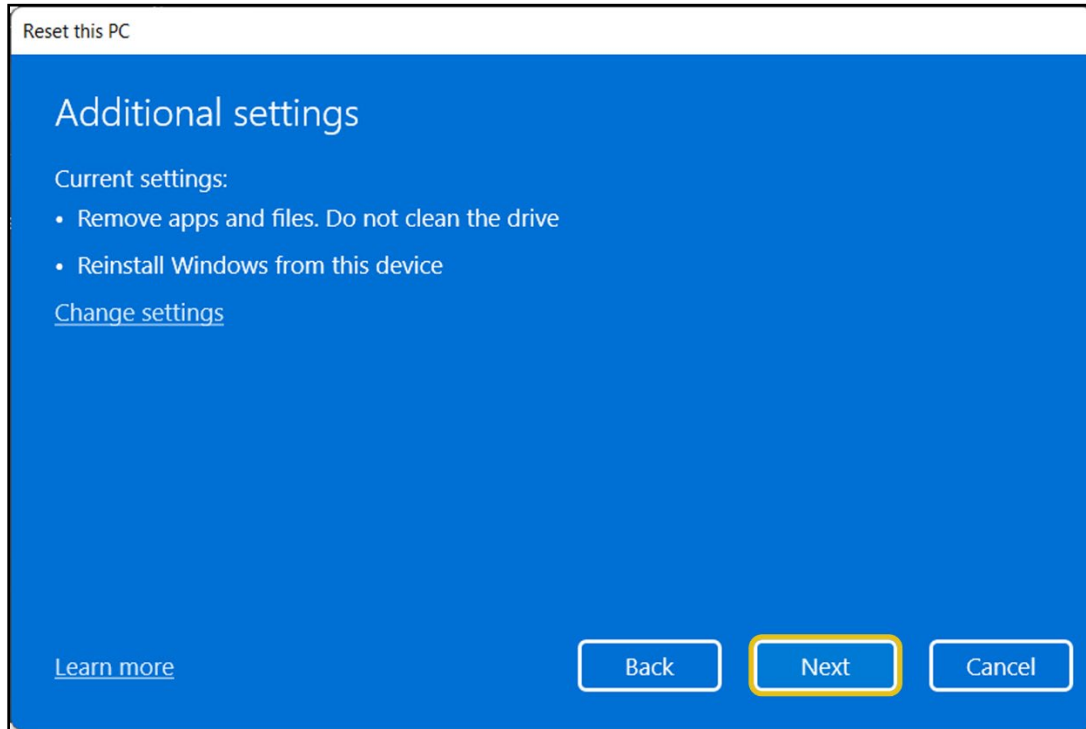 Reset this PC
Additional settings
Current settings:
• Remove apps and files. Do not clean the drive
• Reinstall Windows from this device
Change settings
Learn more
Back
Next
Cancel